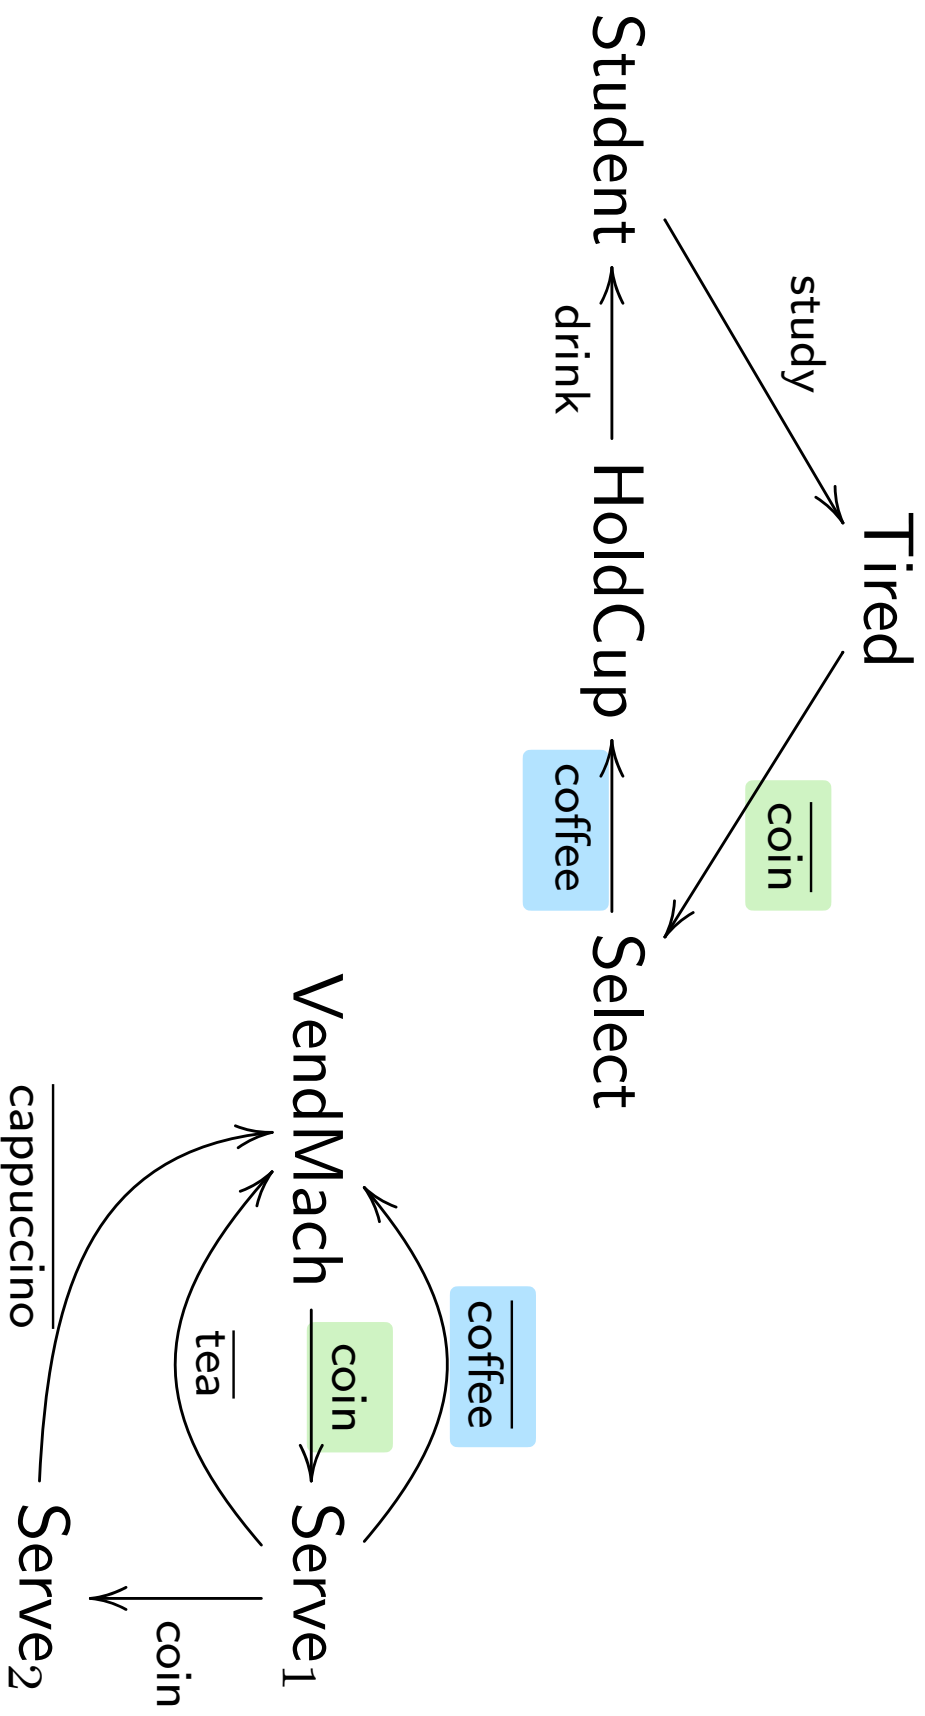 Tired
study
coin
Student
HoldCup
Select
drink
coffee
coffee
VendMach
coin
Serve1
tea
coin
cappuccino
Serve2